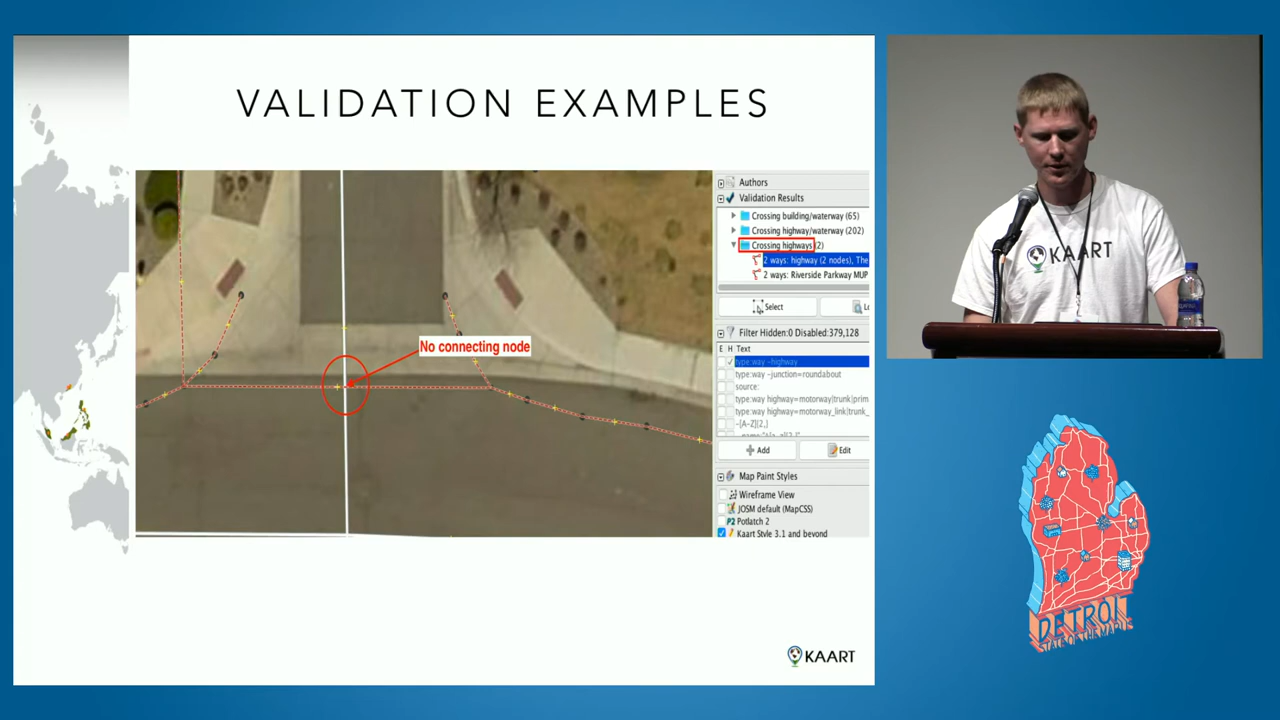 VALIDATION EXAMPLES
No connecting node
Authors
Validation Results
Crossing building/waterway (65)
Crossing highway/waterway (202)
Crossing highways (2)
2 ways: highway (2 nodes), The
2 ways: Riverside Parkway MUP
Select
Filter Hidden:0 Disabled:379,128
E H Text
type:way -highway
type:way -junction=roundabout
source:
type:way highway=motorway|trunk|prim
type:way highway=motorway_link|trunk_
-[A-Z][2,]
Add
Edit
Map Paint Styles
Wireframe View
JOSM default (MapCSS)
P2 Potlatch 2
Kaart Style 3.1 and beyond
KAART
KAART
DETROIT
STATE OF THE MAP